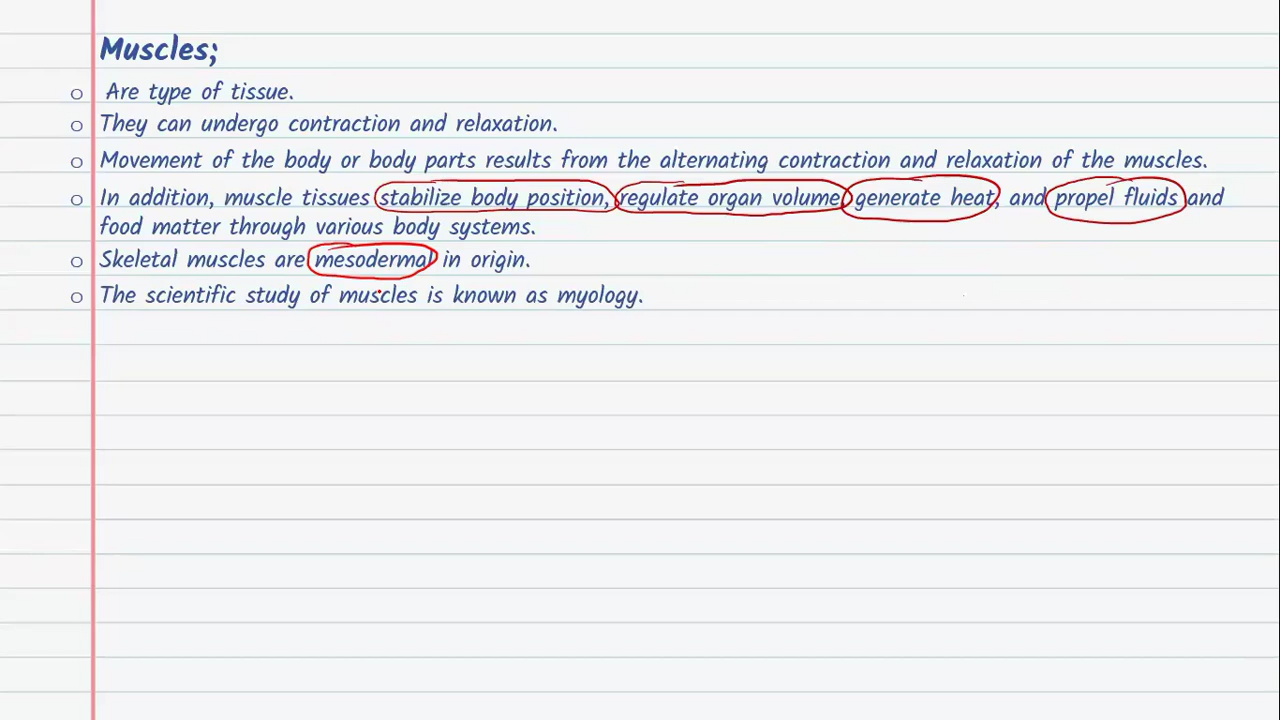 Muscles;
o Are type of tissue.
o They can undergo contraction and relaxation.
o Movement of the body or body parts results from the alternating contraction and relaxation of the muscles.
o In addition, muscle tissues stabilize body position, regulate organ volume, generate heat, and propel fluids and
food matter through various body systems.
o Skeletal muscles are mesodermal in origin.
o The scientific study of muscles is known as myology.